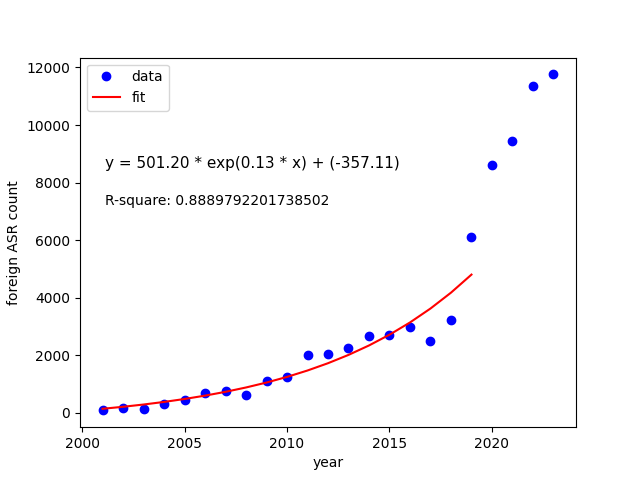 12000
10000
8000
6000
4000
2000
0
foreign ASR count
data
fit
y = 501.20 * exp(0.13 * x) + (-357.11)
R-square: 0.8889792201738502
2000 2005 2010 2015 2020
year